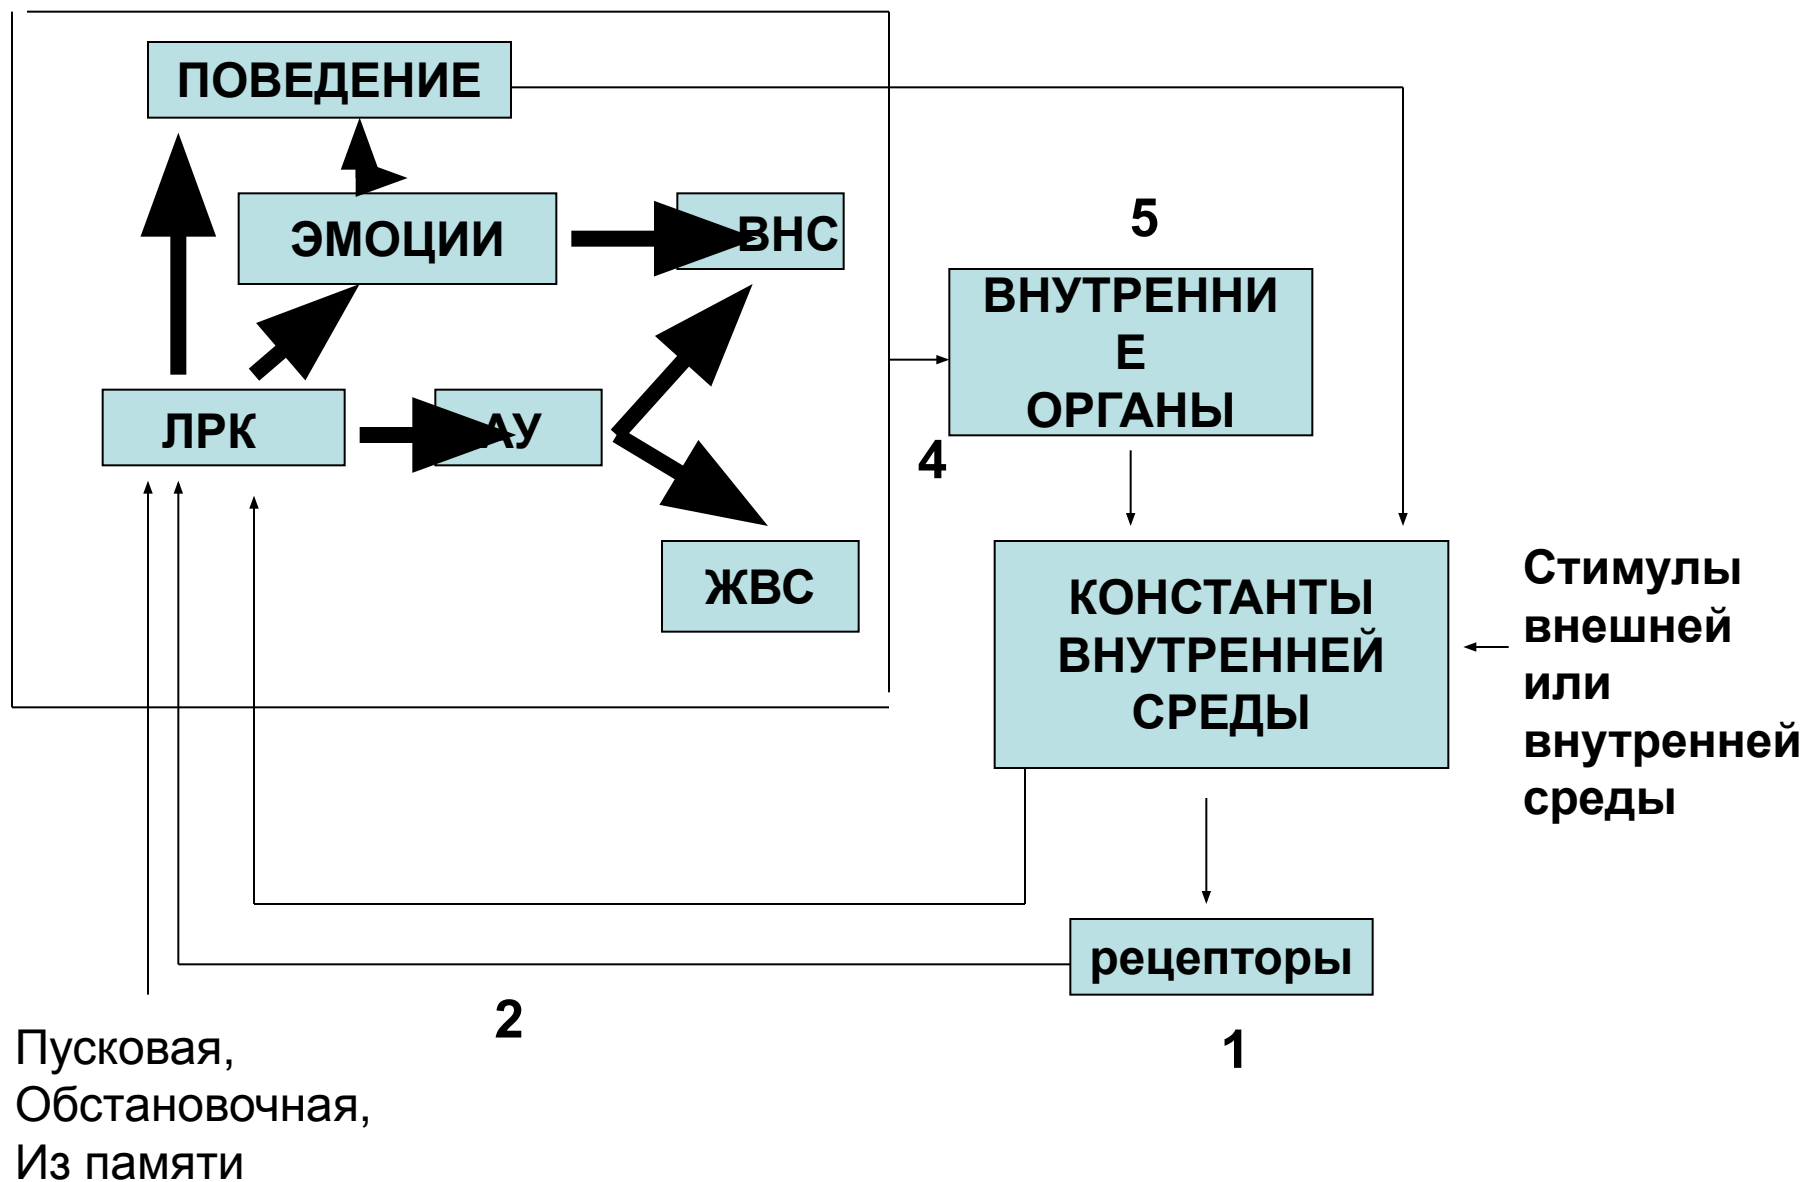 ПОВЕДЕНИЕ
ЭМОЦИИ
ВНС
5
ВНУТРЕННИ
Е
ОРГАНЫ
ЛРК
АУ
4
ЖВС
КОНСТАНТЫ
ВНУТРЕННЕЙ
СРЕДЫ
Стимулы
внешней
или
внутренней
среды
рецепторы
2
1
Пусковая,
Обстановочная,
Из памяти